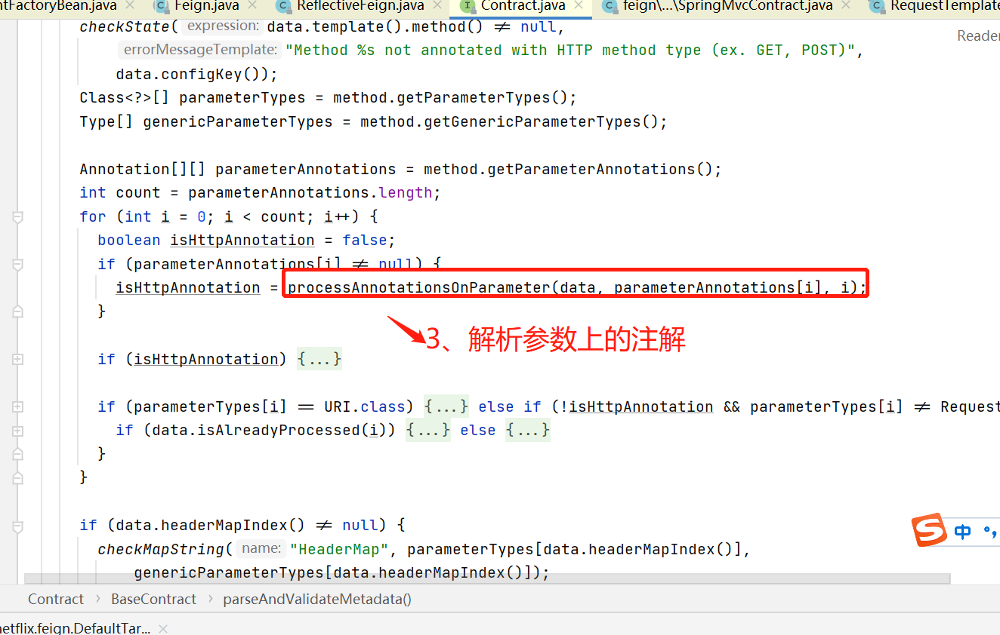 ntFactoryBean.java × Feign.java × ReflectiveFeign.java × Contract.java × feign\...\SpringMvcContract.java × RequestTemplate
checkState( expression: data.template().method() ≠ null,
Reader
errorMessageTemplate: "Method %s not annotated with HTTP method type (ex. GET, POST)",
data.configKey());
Class<?>[] parameterTypes = method.getParameterTypes();
Type[] genericParameterTypes = method.getGenericParameterTypes();
Annotation[][] parameterAnnotations = method.getParameterAnnotations();
int count = parameterAnnotations.length;
for (int i = 0; i < count; i++) {
boolean isHttpAnnotation = false;
if (parameterAnnotations[i] ≠ null) {
isHttpAnnotation = processAnnotationsOnParameter(data, parameterAnnotations[i], i);
}
3、解析参数上的注解
if (isHttpAnnotation) {...}
if (parameterTypes[i] == URI.class) {...} else if (!isHttpAnnotation && parameterTypes[i] ≠ Request
if (data.isAlreadyProcessed(i)) {...} else {...}
}
}
if (data.headerMapIndex() ≠ null) {
中 °,
checkMapString( name: "HeaderMap", parameterTypes[data.headerMapIndex()],
genericParameterTypes[data.headerMapIndex()]);
Contract › BaseContract › parseAndValidateMetadata()
netflix.feign.DefaultTar... ×